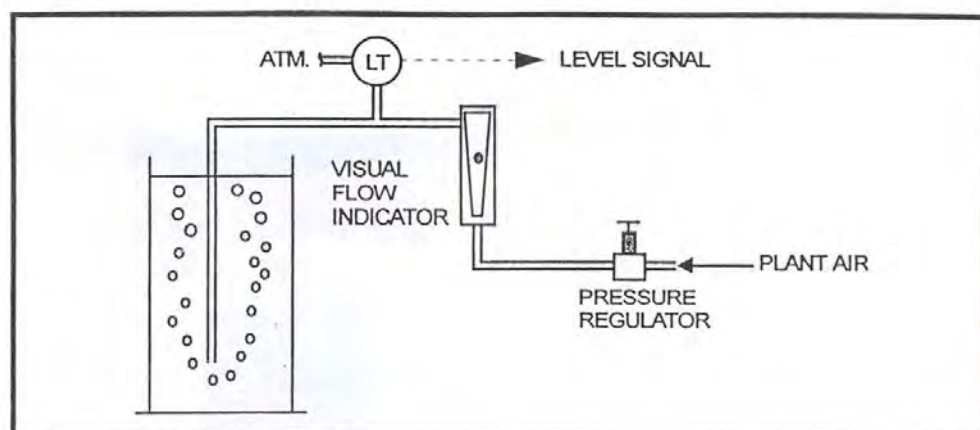 ATM.
LT
LEVEL SIGNAL
VISUAL
FLOW
INDICATOR
PLANT AIR
PRESSURE
REGULATOR